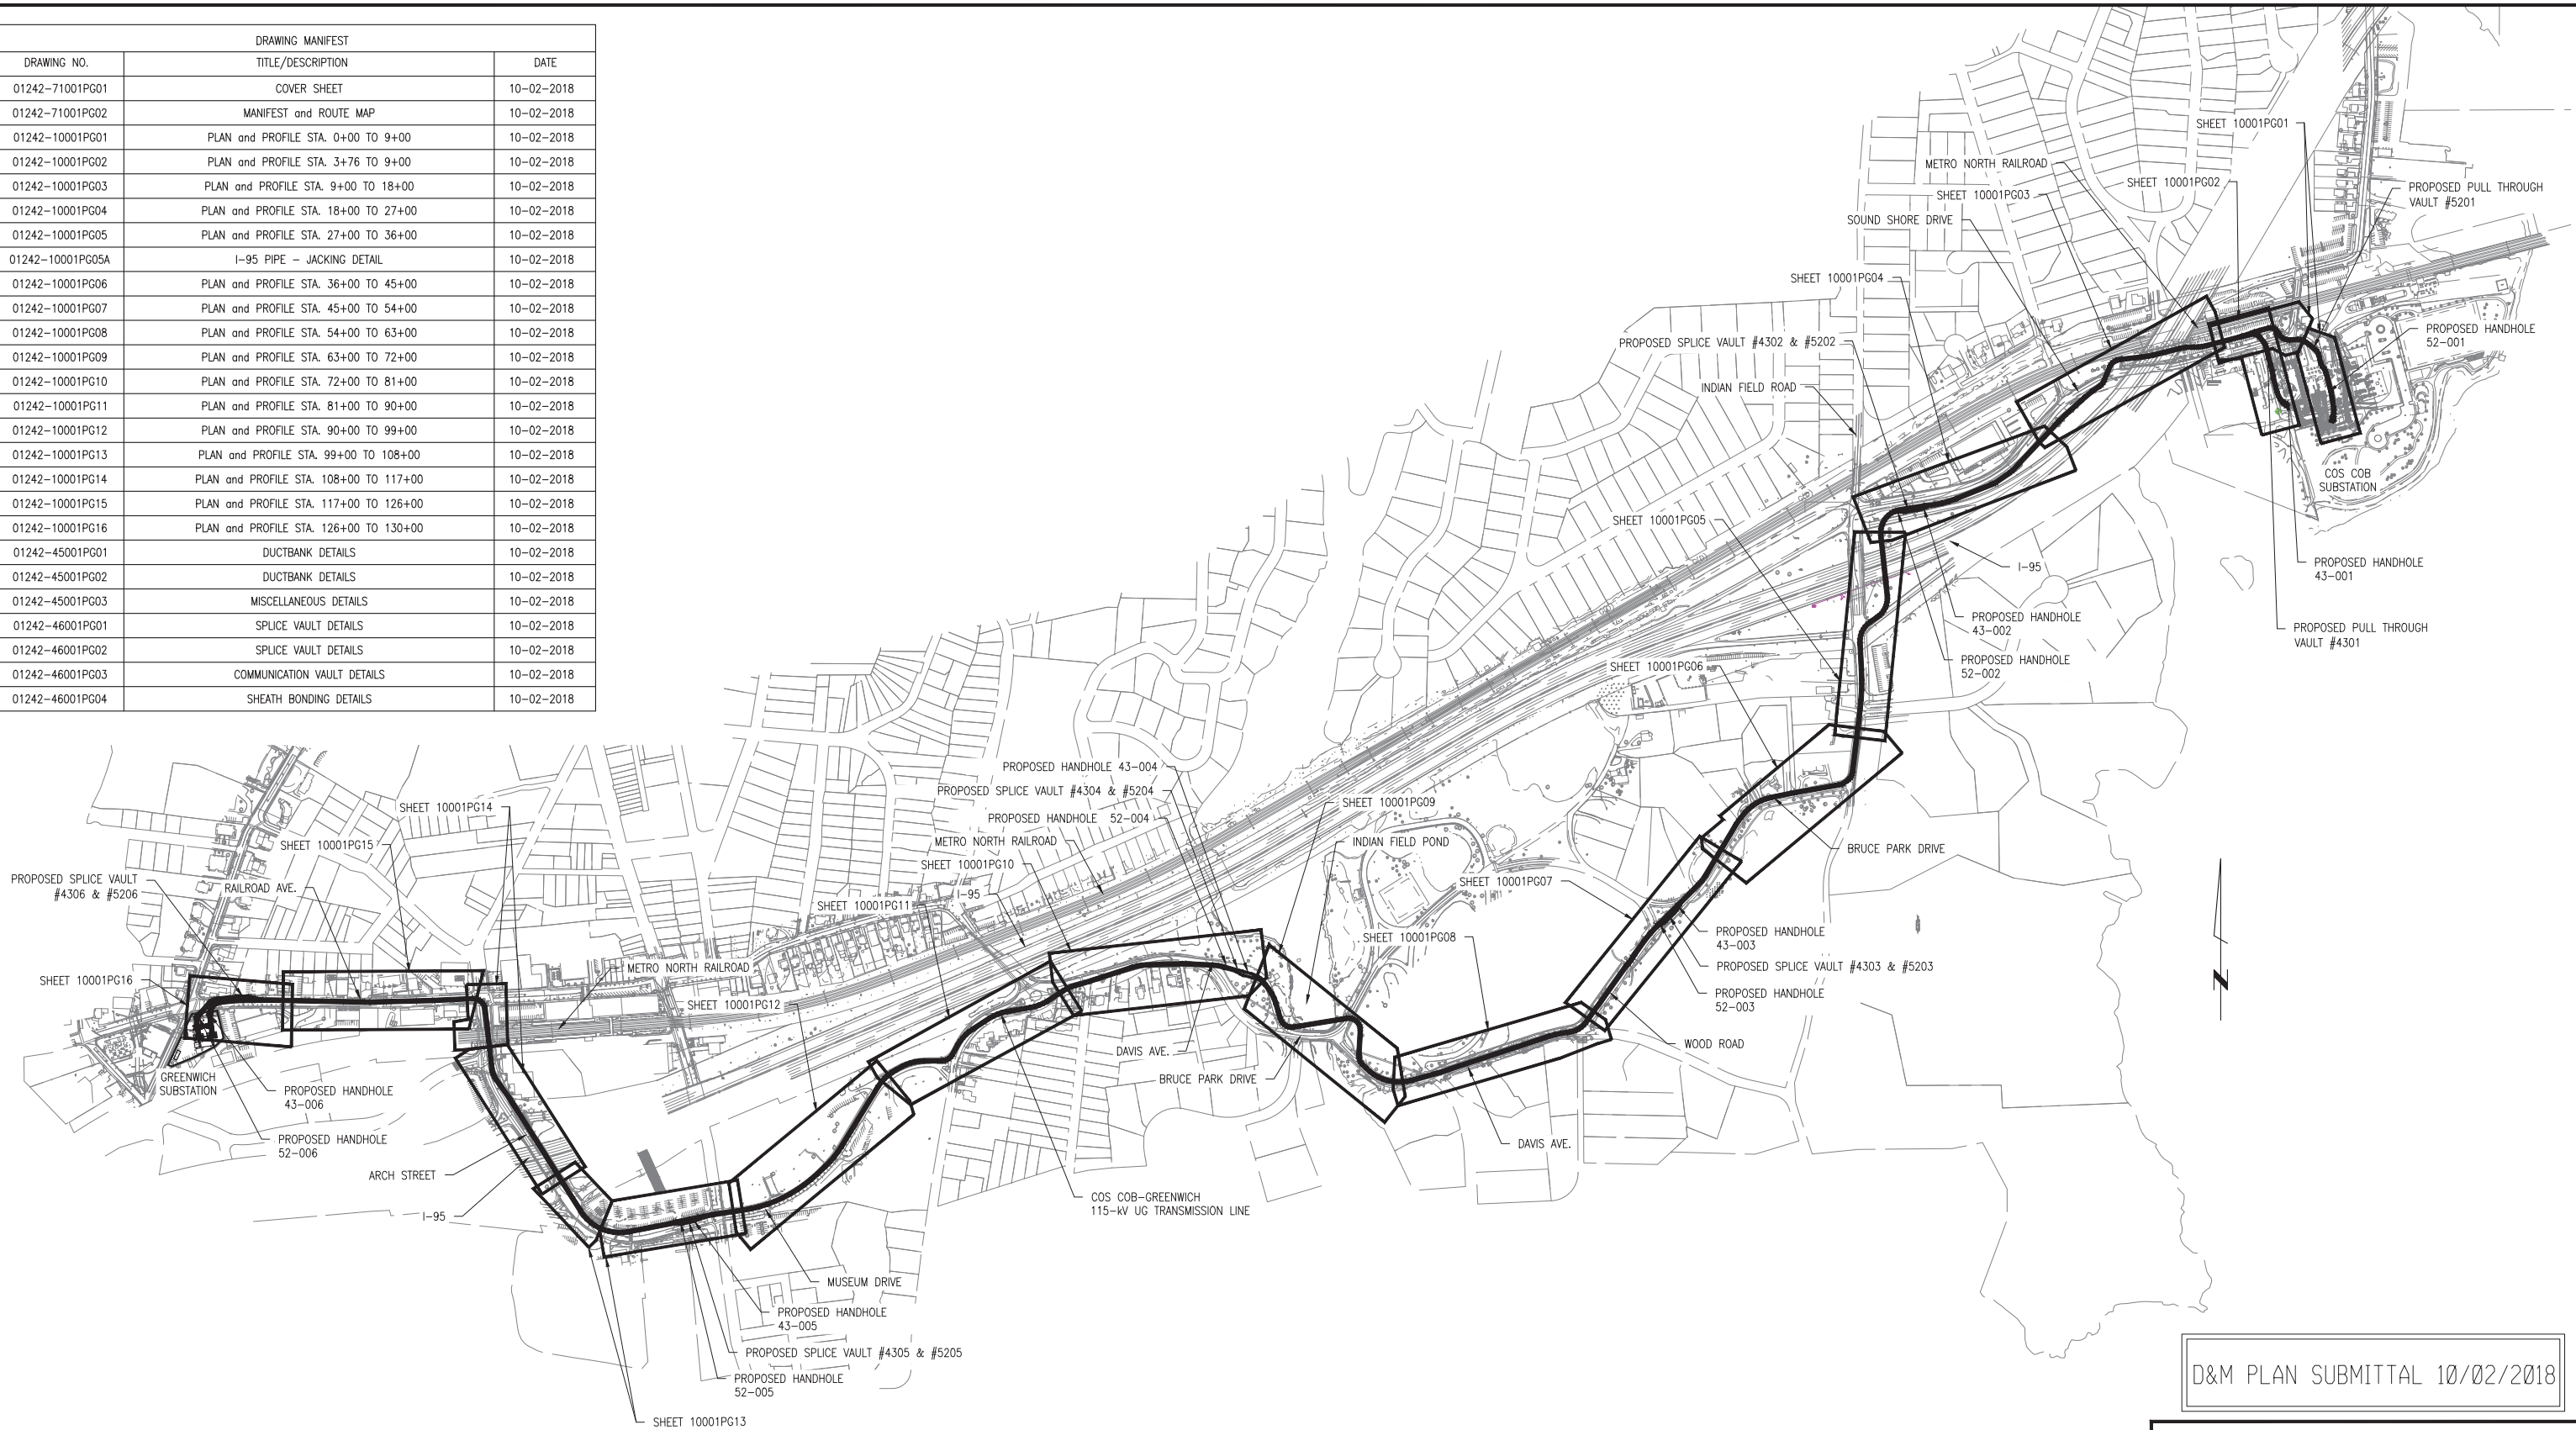 DRAWING MANIFEST
DRAWING NO. TITLE/DESCRIPTION DATE
01242-71001PG01 COVER SHEET 10-02-2018
01242-71001PG02 MANIFEST and ROUTE MAP 10-02-2018
01242-10001PG01 PLAN and PROFILE STA. 0+00 TO 9+00 10-02-2018
01242-10001PG02 PLAN and PROFILE STA. 3+76 TO 9+00 10-02-2018
01242-10001PG03 PLAN and PROFILE STA. 9+00 TO 18+00 10-02-2018
01242-10001PG04 PLAN and PROFILE STA. 18+00 TO 27+00 10-02-2018
01242-10001PG05 PLAN and PROFILE STA. 27+00 TO 36+00 10-02-2018
01242-10001PG05A I-95 PIPE - JACKING DETAIL 10-02-2018
01242-10001PG06 PLAN and PROFILE STA. 36+00 TO 45+00 10-02-2018
01242-10001PG07 PLAN and PROFILE STA. 45+00 TO 54+00 10-02-2018
01242-10001PG08 PLAN and PROFILE STA. 54+00 TO 63+00 10-02-2018
01242-10001PG09 PLAN and PROFILE STA. 63+00 TO 72+00 10-02-2018
01242-10001PG10 PLAN and PROFILE STA. 72+00 TO 81+00 10-02-2018
01242-10001PG11 PLAN and PROFILE STA. 81+00 TO 90+00 10-02-2018
01242-10001PG12 PLAN and PROFILE STA. 90+00 TO 99+00 10-02-2018
01242-10001PG13 PLAN and PROFILE STA. 99+00 TO 108+00 10-02-2018
01242-10001PG14 PLAN and PROFILE STA. 108+00 TO 117+00 10-02-2018
01242-10001PG15 PLAN and PROFILE STA. 117+00 TO 126+00 10-02-2018
01242-10001PG16 PLAN and PROFILE STA. 126+00 TO 130+00 10-02-2018
01242-45001PG01 DUCTBANK DETAILS 10-02-2018
01242-45001PG02 DUCTBANK DETAILS 10-02-2018
01242-45001PG03 MISCELLANEOUS DETAILS 10-02-2018
01242-46001PG01 SPLICE VAULT DETAILS 10-02-2018
01242-46001PG02 SPLICE VAULT DETAILS 10-02-2018
01242-46001PG03 COMMUNICATION VAULT DETAILS 10-02-2018
01242-46001PG04 SHEATH BONDING DETAILS 10-02-2018
SHEET 10001PG01
METRO NORTH RAILROAD
SHEET 10001PG02
SHEET 10001PG03
PROPOSED PULL THROUGH
VAULT #5201
SOUND SHORE DRIVE
SHEET 10001PG04
PROPOSED HANDHOLE
52-001
PROPOSED SPLICE VAULT #4302 & #5202
INDIAN FIELD ROAD
COS COB
SUBSTATION
SHEET 10001PG05
I-95
PROPOSED HANDHOLE
43-001
PROPOSED HANDHOLE
43-002
PROPOSED PULL THROUGH
VAULT #4301
PROPOSED HANDHOLE
52-002
SHEET 10001PG06
PROPOSED HANDHOLE 43-004
PROPOSED SPLICE VAULT #4304 & #5204
PROPOSED HANDHOLE 52-004
SHEET 10001PG09
SHEET 10001PG14
METRO NORTH RAILROAD
INDIAN FIELD POND
SHEET 10001PG15
BRUCE PARK DRIVE
SHEET 10001PG10
PROPOSED SPLICE VAULT
#4306 & #5206
RAILROAD AVE.
I-95
SHEET 10001PG11
SHEET 10001PG07
PROPOSED HANDHOLE
43-003
SHEET 10001PG08
PROPOSED SPLICE VAULT #4303 & #5203
METRO NORTH RAILROAD
SHEET 10001PG16
PROPOSED HANDHOLE
52-003
SHEET 10001PG12
N
WOOD ROAD
DAVIS AVE.
BRUCE PARK DRIVE
GREENWICH
SUBSTATION
PROPOSED HANDHOLE
43-006
PROPOSED HANDHOLE
52-006
DAVIS AVE.
ARCH STREET
COS COB-GREENWICH
115-kV UG TRANSMISSION LINE
I-95
MUSEUM DRIVE
PROPOSED HANDHOLE
43-005
PROPOSED SPLICE VAULT #4305 & #5205
PROPOSED HANDHOLE
52-005
SHEET 10001PG13
D&M PLAN SUBMITTAL 10/02/2018